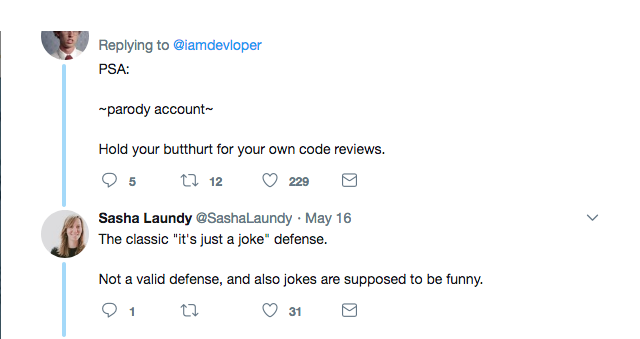 Replying to @iamdevloper
PSA:
~parody account~
Hold your butthurt for your own code reviews.
5 12 229
Sasha Laundy @SashaLaundy · May 16
The classic "it's just a joke" defense.
Not a valid defense, and also jokes are supposed to be funny.
1 31